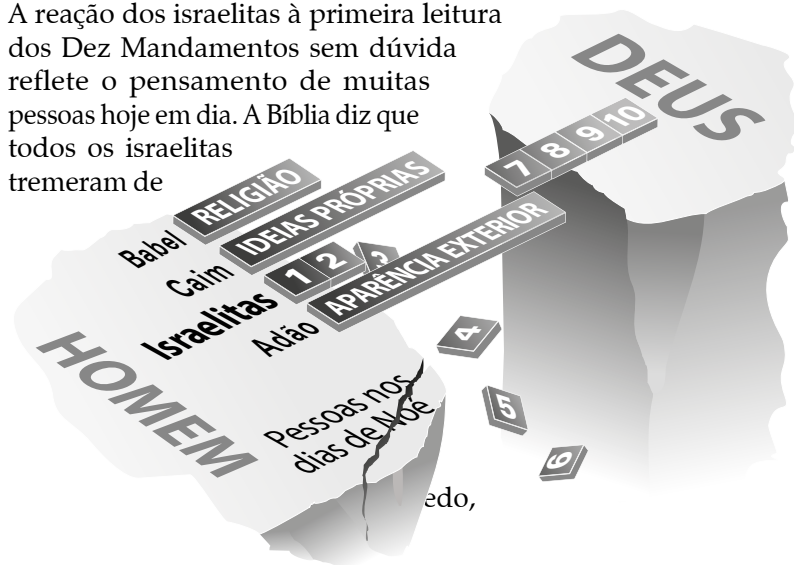 A reação dos israelitas à primeira leitura
dos Dez Mandamentos sem dúvida
reflete o pensamento de muitas
pessoas hoje em dia. A Bíblia diz que
todos os israelitas
tremeram de
DEUS
7 8 9 10
RELIGIÃO
Babel
IDEIAS PRÓPRIAS
Caim
1 2 3
Israelitas
APARÊNCIA EXTERIOR
Adão
4
5
6
HOMEM
Pessoas nos
dias de Noé
edo,